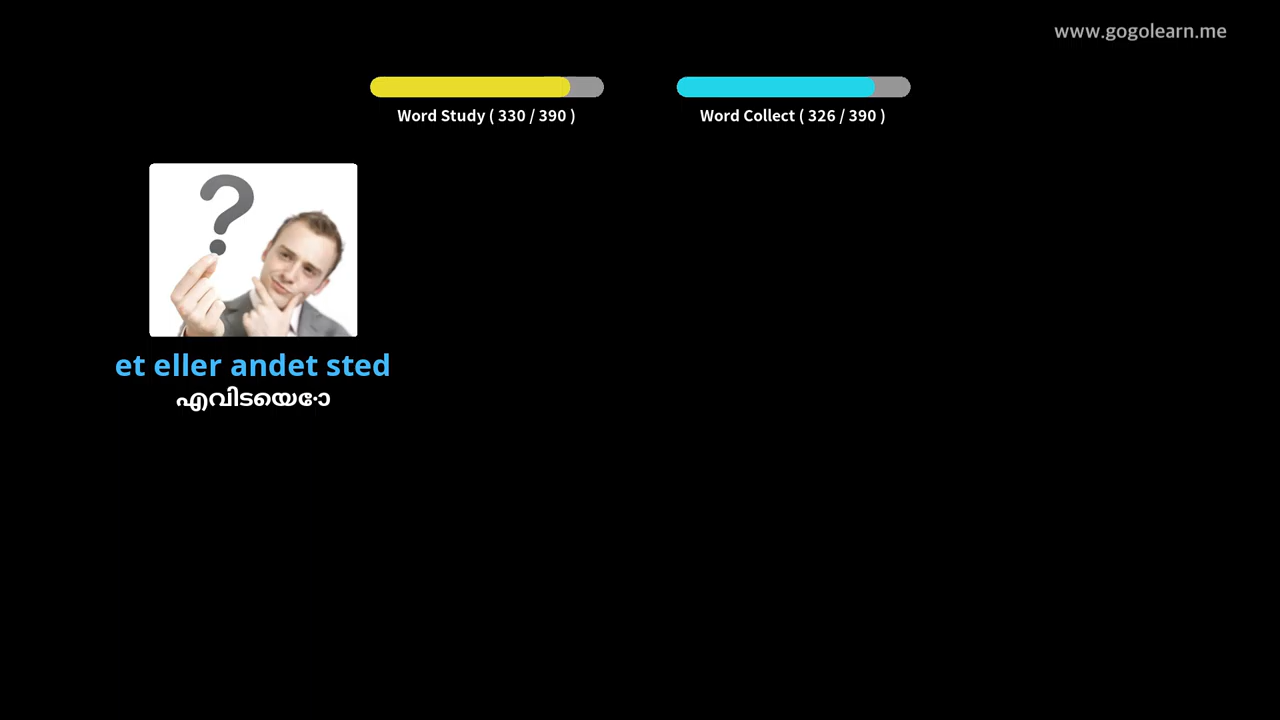 www.gogolearn.me
Word Study ( 330 / 390 )
Word Collect ( 326 / 390 )
et eller andet sted
എവിടയെോ